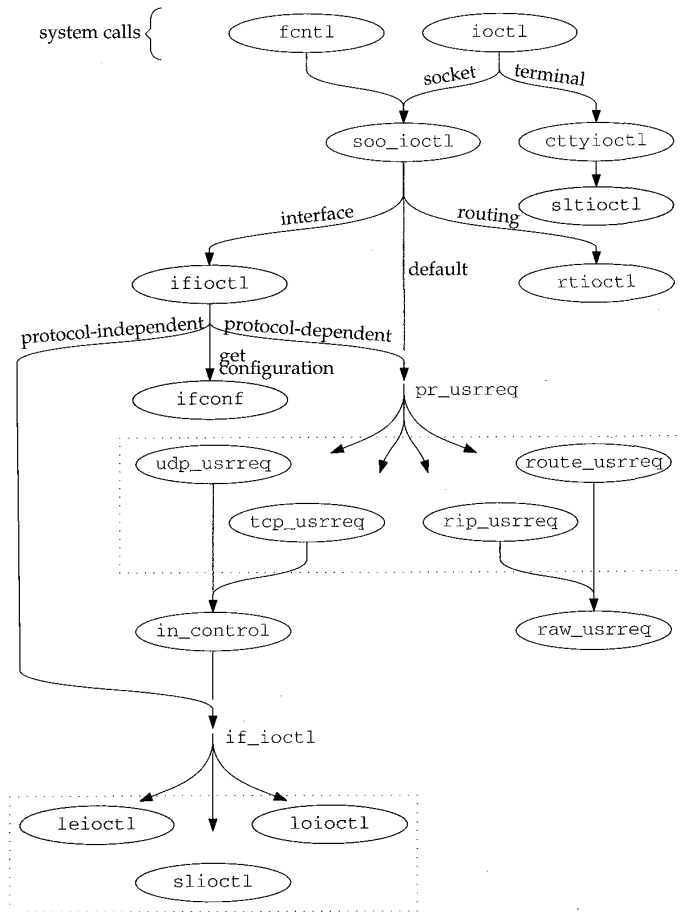 system calls
fcntl
ioctl
socket
terminal
soo_ioctl
cttyioctl
sltioctl
interface
routing
default
ifioctl
rtioctl
protocol-independent
protocol-dependent
get
configuration
ifconf
pr_usrreq
udp_usrreq
route_usrreq
tcp_usrreq
rip_usrreq
in_control
raw_usrreq
if_ioctl
leioctl
loioctl
slioctl